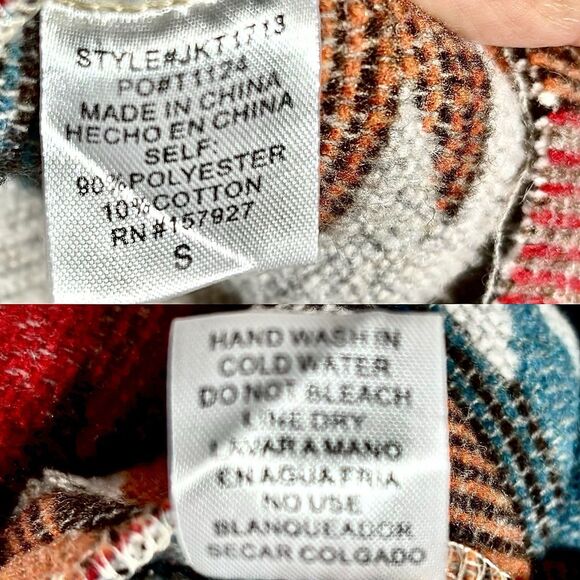 STYLE#JKT1713
PO#T1124
MADE IN CHINA
HECHO EN CHINA
SELF:
90% POLYESTER
10% COTTON
RN #157927
S
HAND WASH IN
COLD WATER
DO NOT BLEACH
LINE DRY
LAVAR A MANO
EN AGUA FRIA
NO USE
BLANQUEADOR
SECAR COLGADO